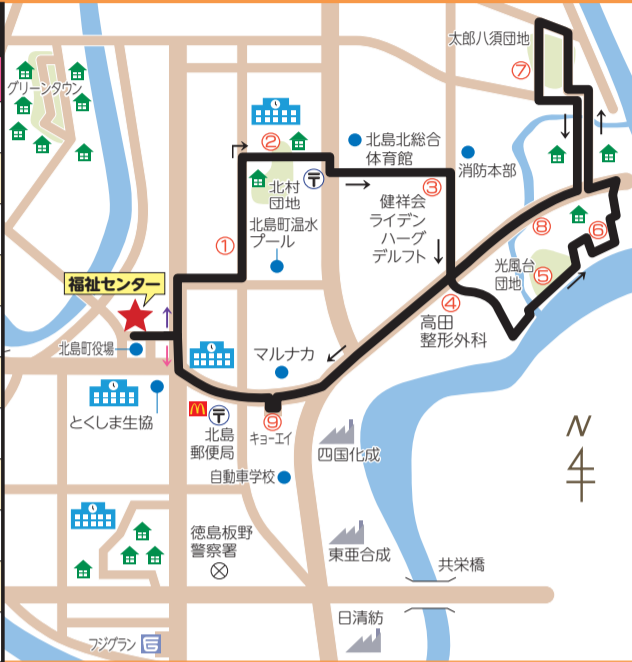 太郎八須団地
⑦
グリーンタウン
②
北島北総合
体育館
消防本部
北村
団地
〒
③
健祥会
ライデン
ハーグ
デルフト
北島町温水
プール
①
⑧
⑥
光風台
団地
⑤
福祉センター
④
高田
整形外科
北島町役場
マルナカ
とくしま生協
M
〒
北島
郵便局
⑨
キョーエイ
四国化成
自動車学校
N
徳島板野
警察署
東亜合成
共栄橋
日清紡
フジグラン
G